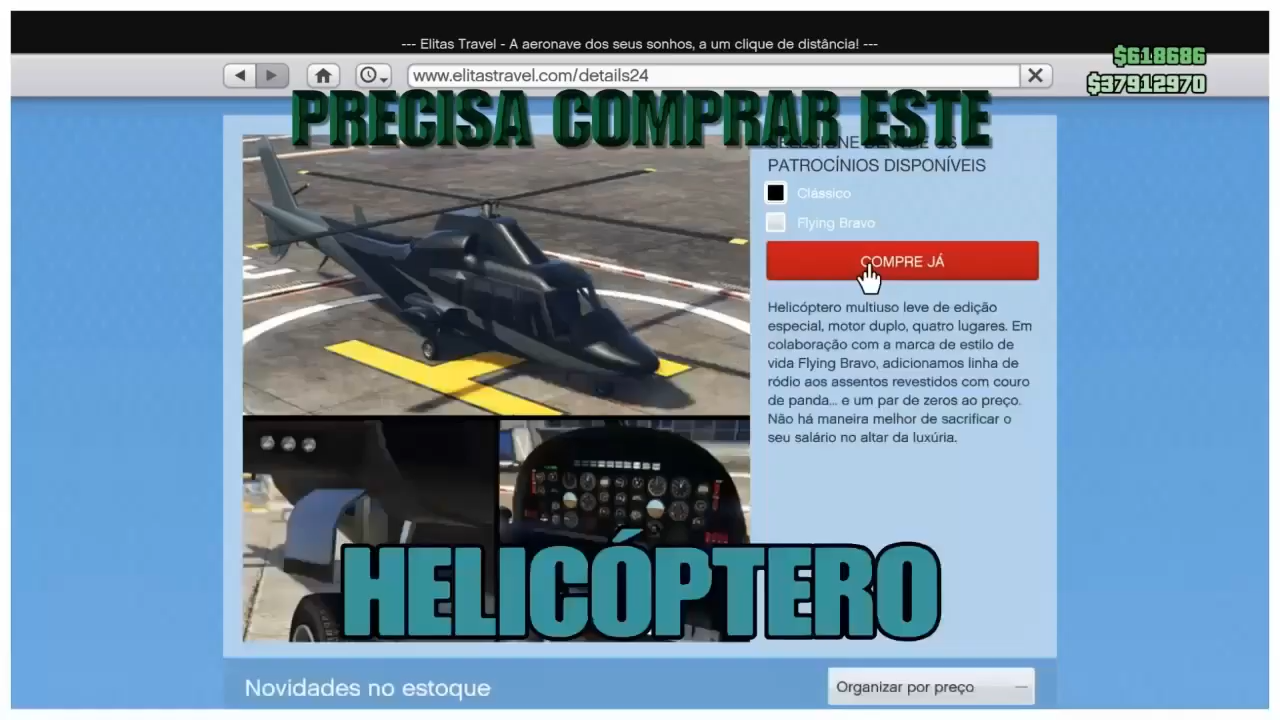 --- Elitas Travel - A aeronave dos seus sonhos, a um clique de distância! ---
$618686
www.elitastravel.com/details24
$37912970
PRECISA COMPRAR ESTE
PATROCÍNIOS DISPONÍVEIS
Clássico
Flying Bravo
COMPRE JÁ
Helicóptero multiuso leve de edição
especial, motor duplo, quatro lugares. Em
colaboração com a marca de estilo de
vida Flying Bravo, adicionamos linha de
ródio aos assentos revestidos com couro
de panda... e um par de zeros ao preço.
Não há maneira melhor de sacrificar o
seu salário no altar da luxúria.
HELICÓPTERO
Novidades no estoque
Organizar por preço